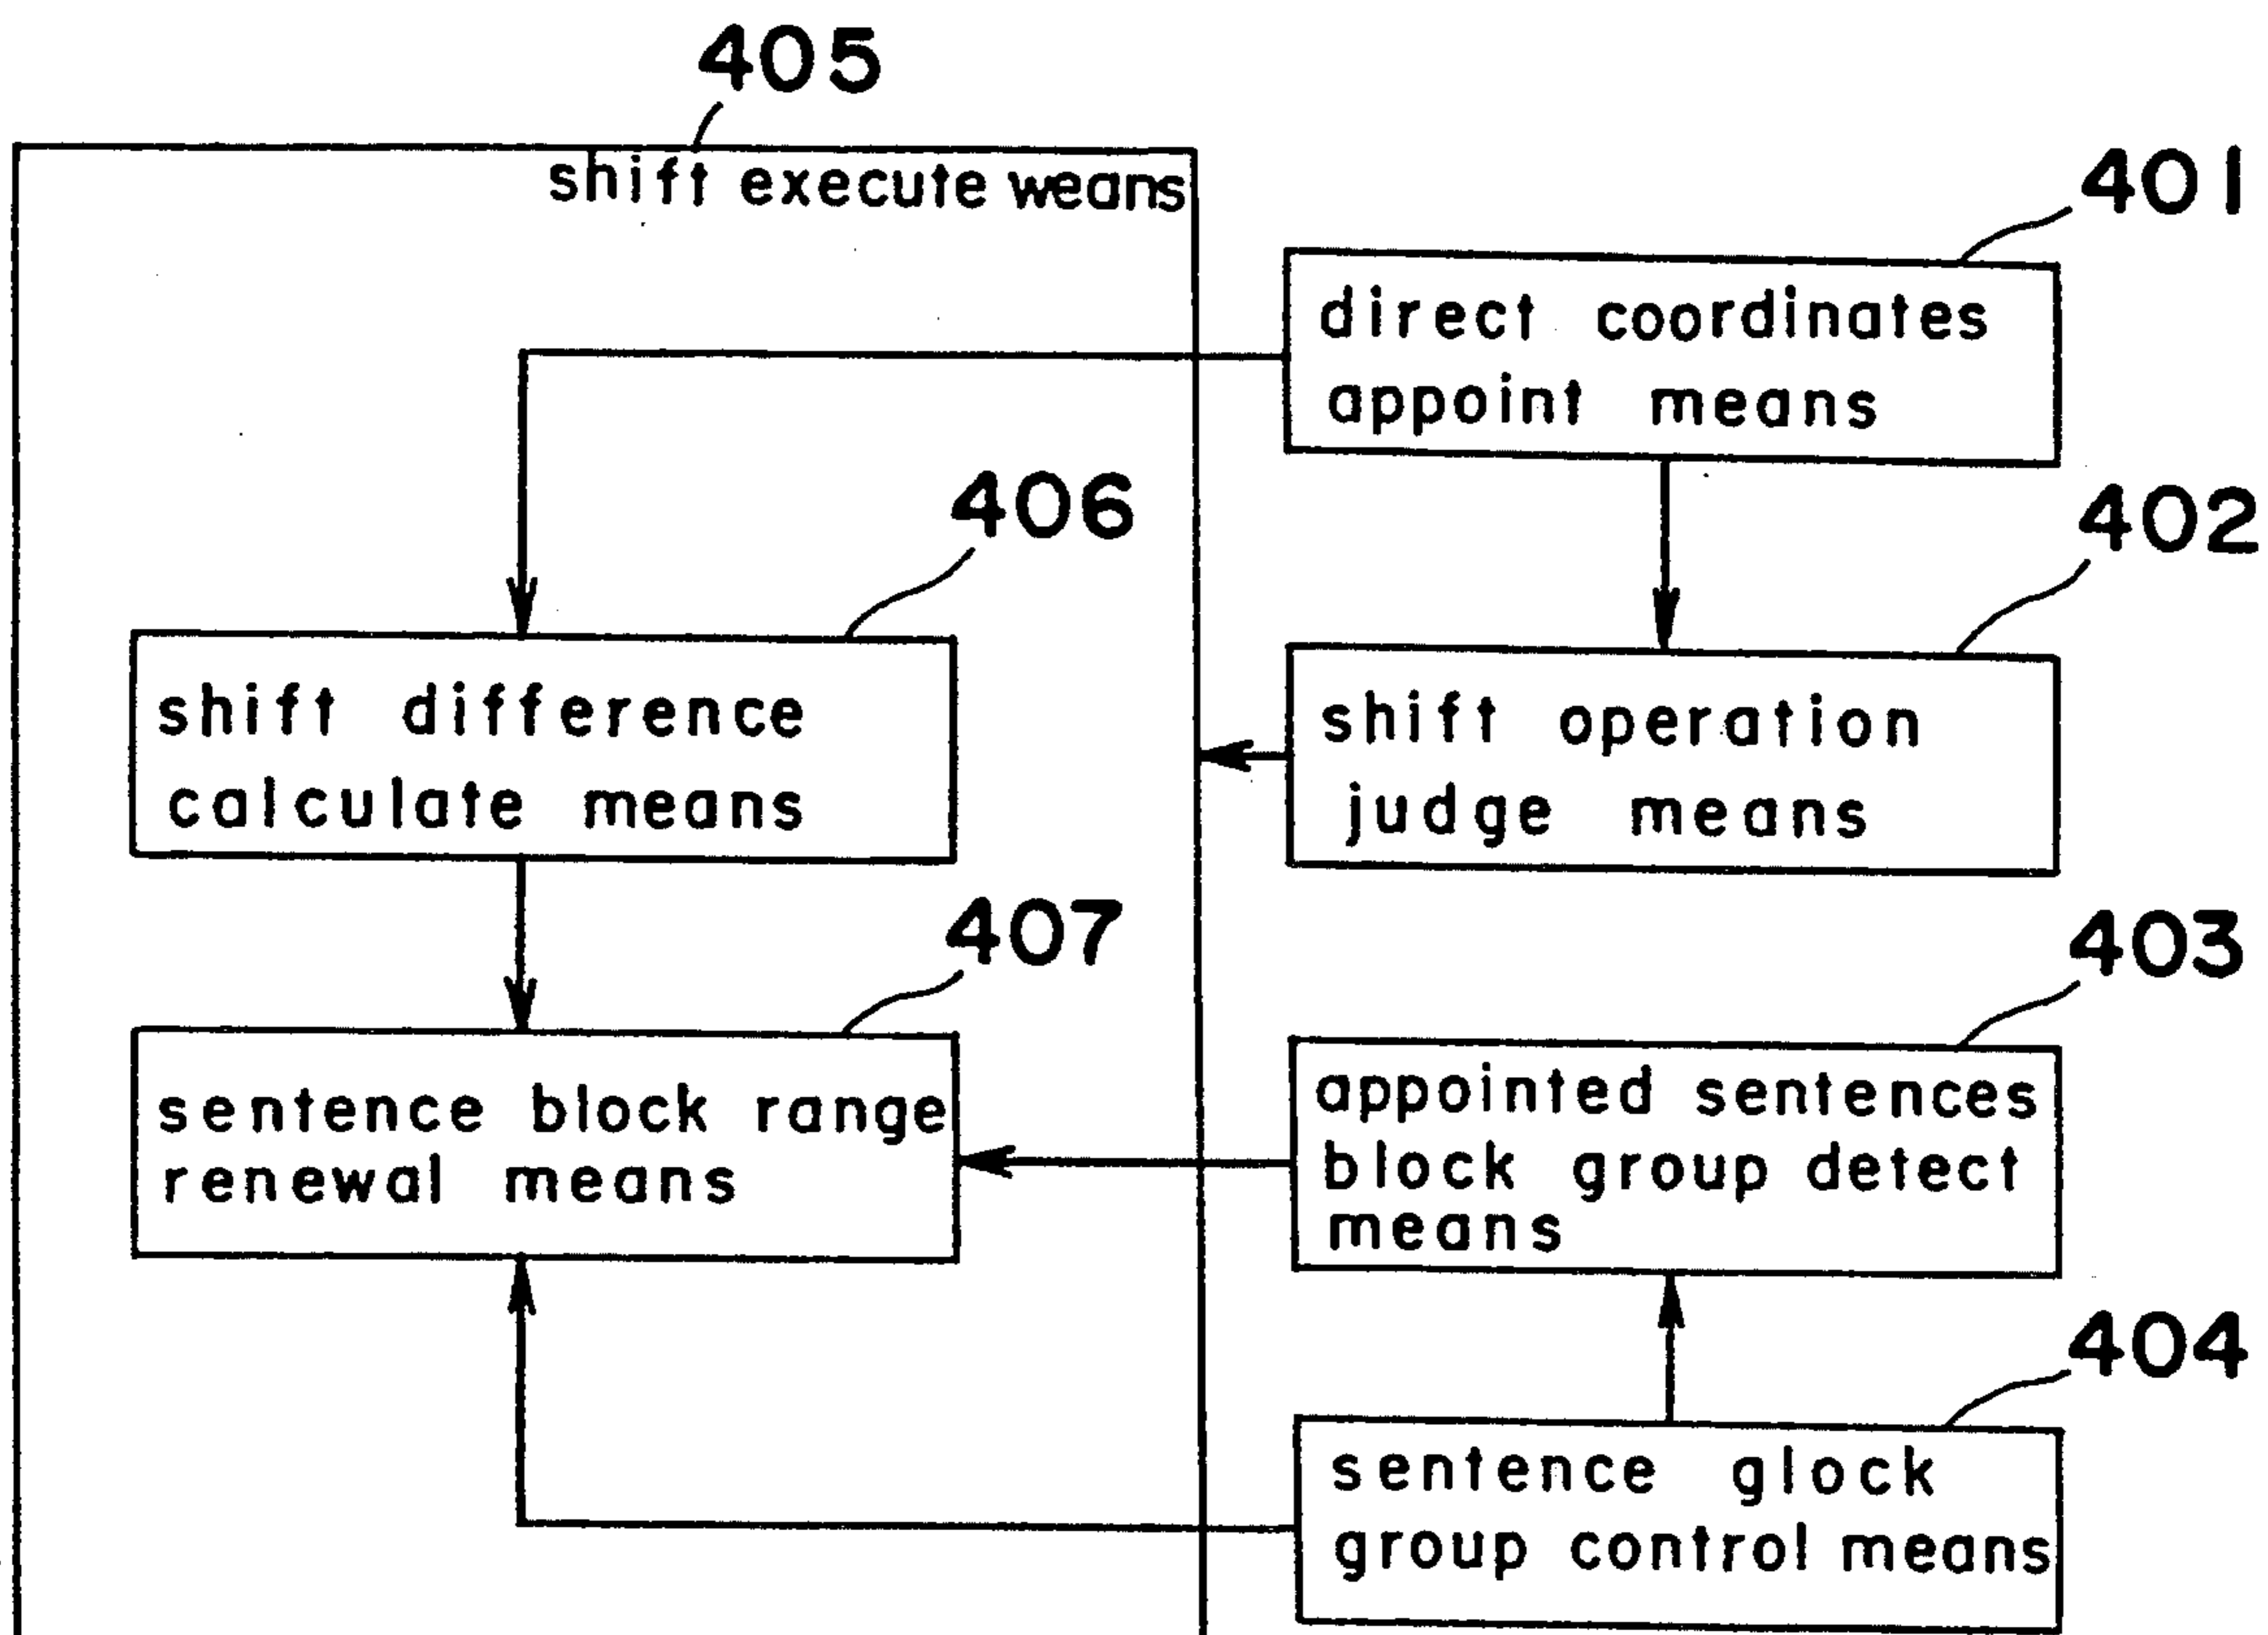 405
shift execute weans
401
direct coordinates
appoint means
406
402
shift difference
calculate means
shift operation
judge means
407
403
sentence block range
renewal means
appointed sentences
block group detect
means
404
sentence glock
group control means